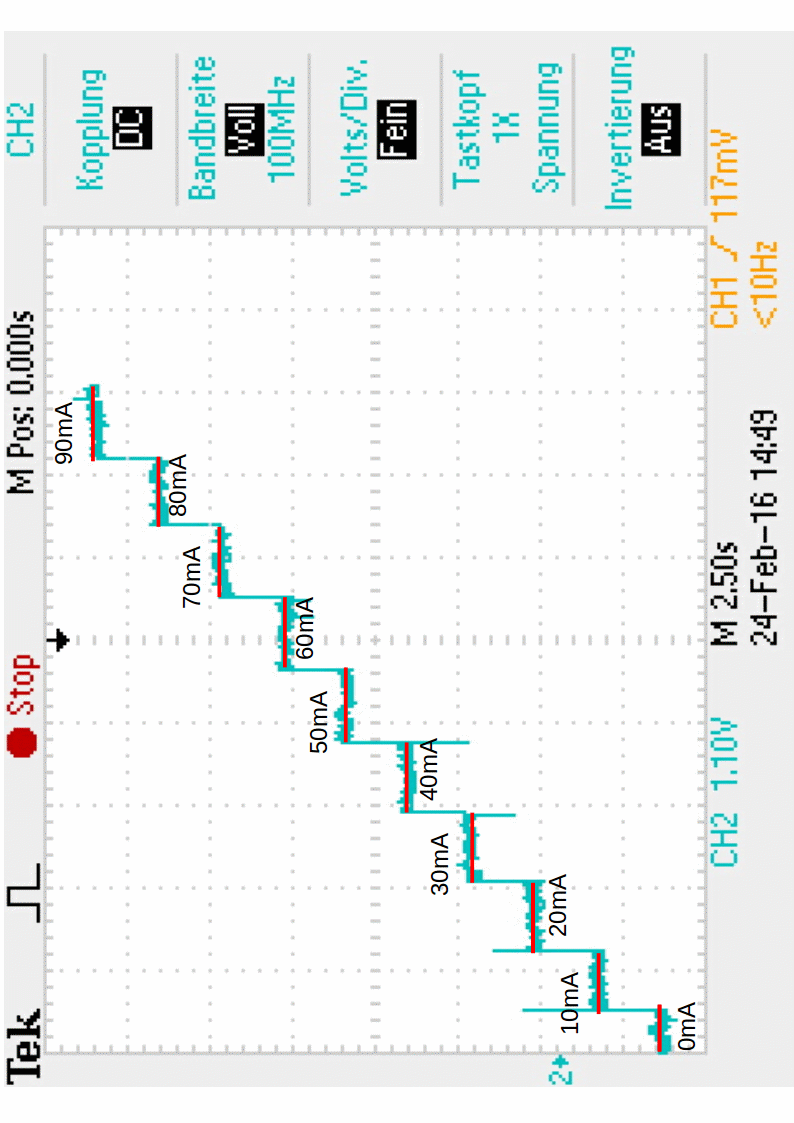 Tek
Stop
M Pos: 0.000s
CH2
Kopplung
DC
Bandbreite
Voll
100MHz
Volts/Div.
Fein
Tastkopf
1X
Spannung
Invertierung
Aus
90mA
80mA
70mA
60mA
50mA
40mA
30mA
20mA
10mA
0mA
2
CH2 1.10V
M 2.50s
CH1 117mV
24-Feb-16 14:49
<10Hz